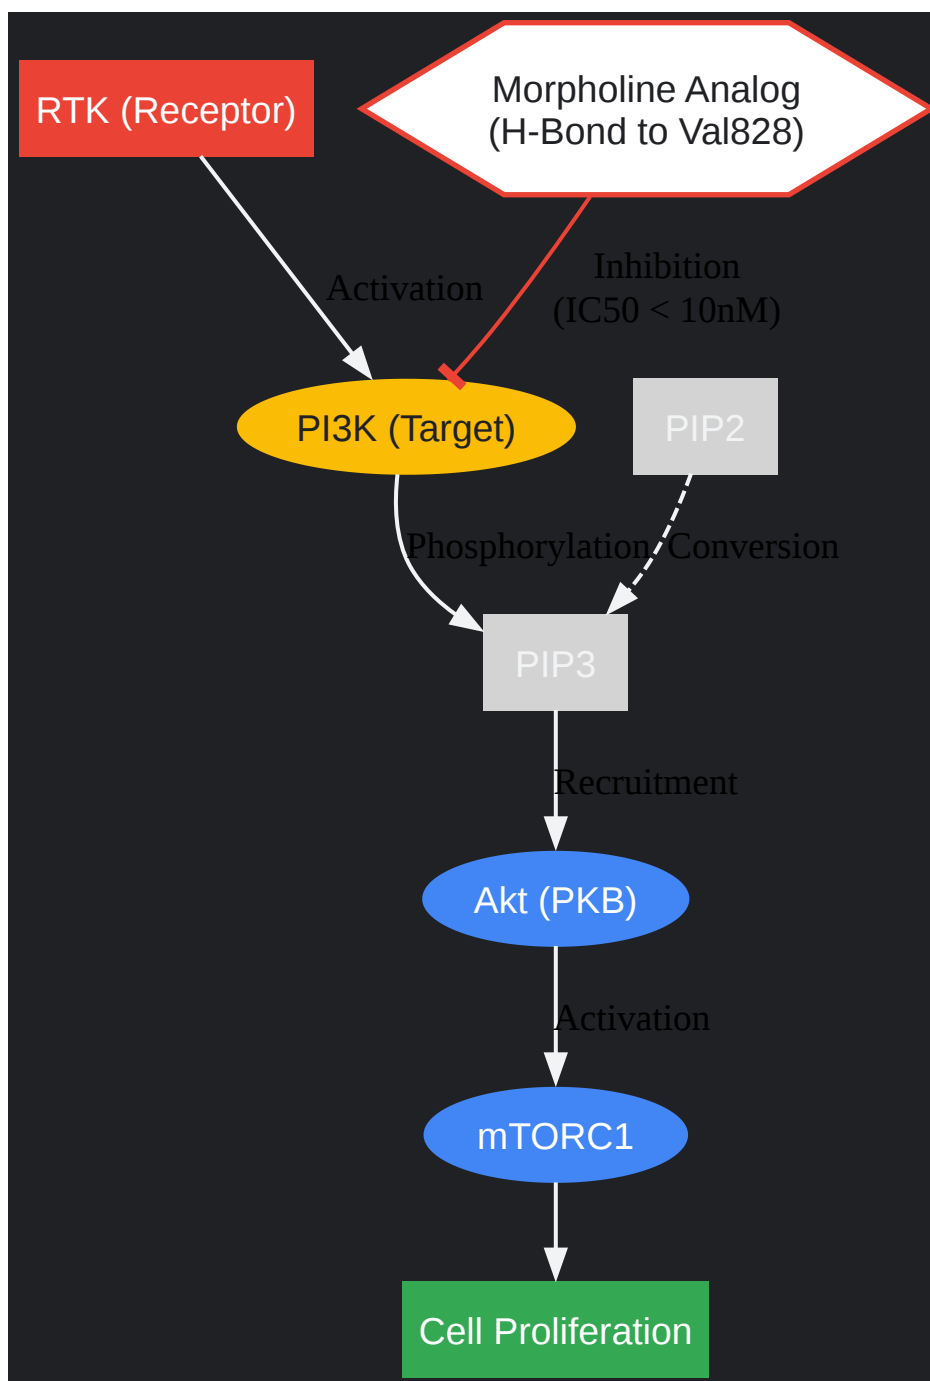 RTK (Receptor)
Morpholine Analog
(H-Bond to Val828)
Activation
Inhibition
(IC50 < 10nM)
PI3K (Target)
PIP2
Phosphorylation
Conversion
PIP3
Recruitment
Akt (PKB)
Activation
mTORC1
Cell Proliferation